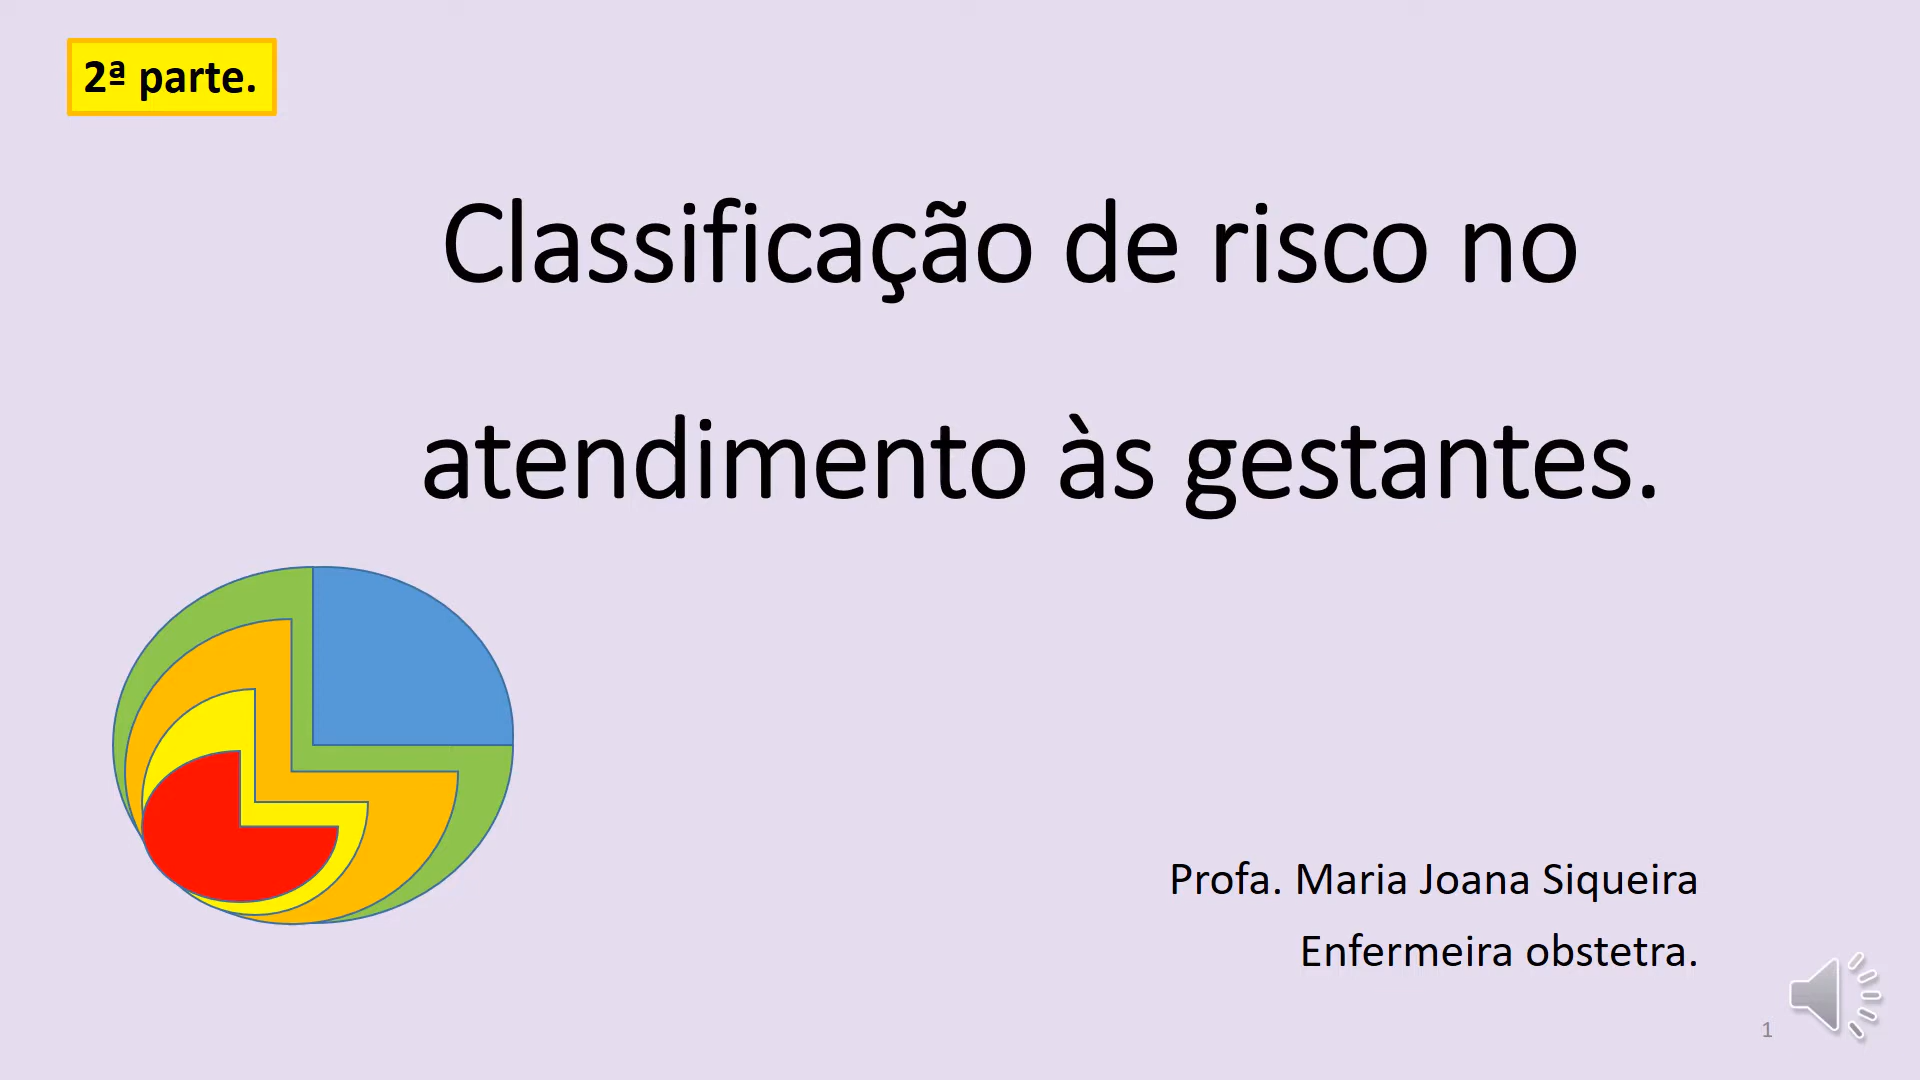 2ª parte.
Classificação de risco no
atendimento às gestantes.
Profa. Maria Joana Siqueira
Enfermeira obstetra.
1